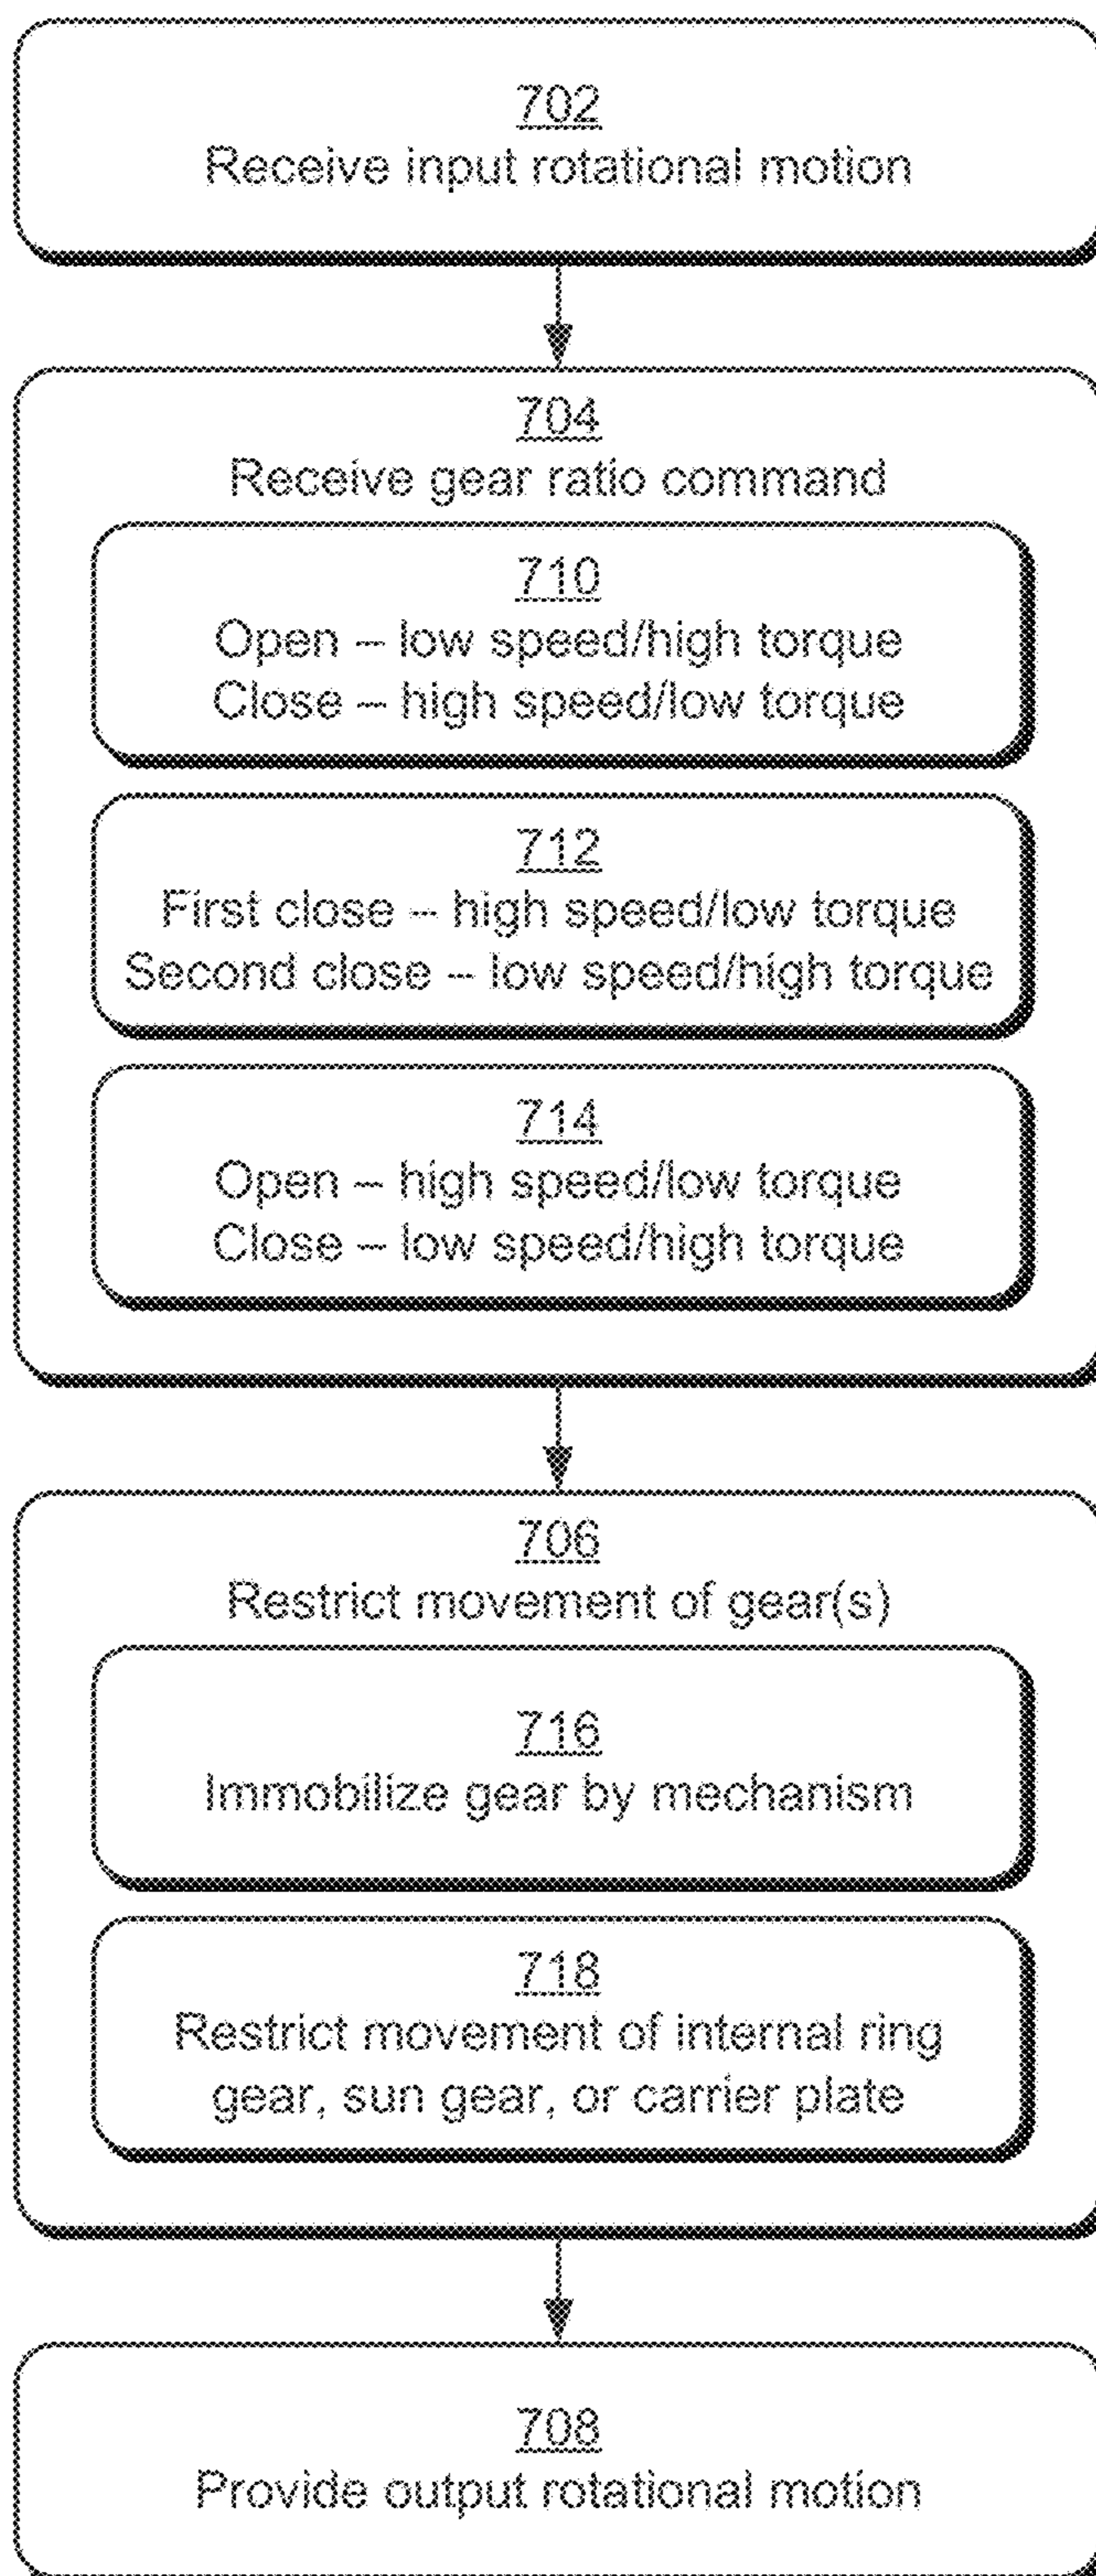 702
Receive input rotational motion
704
Receive gear ratio command
710
Open – low speed/high torque
Close – high speed/low torque
712
First close – high speed/low torque
Second close – low speed/high torque
714
Open – high speed/low torque
Close – low speed/high torque
706
Restrict movement of gear(s)
716
Immobilize gear by mechanism
718
Restrict movement of internal ring
gear, sun gear, or carrier plate
708
Provide output rotational motion